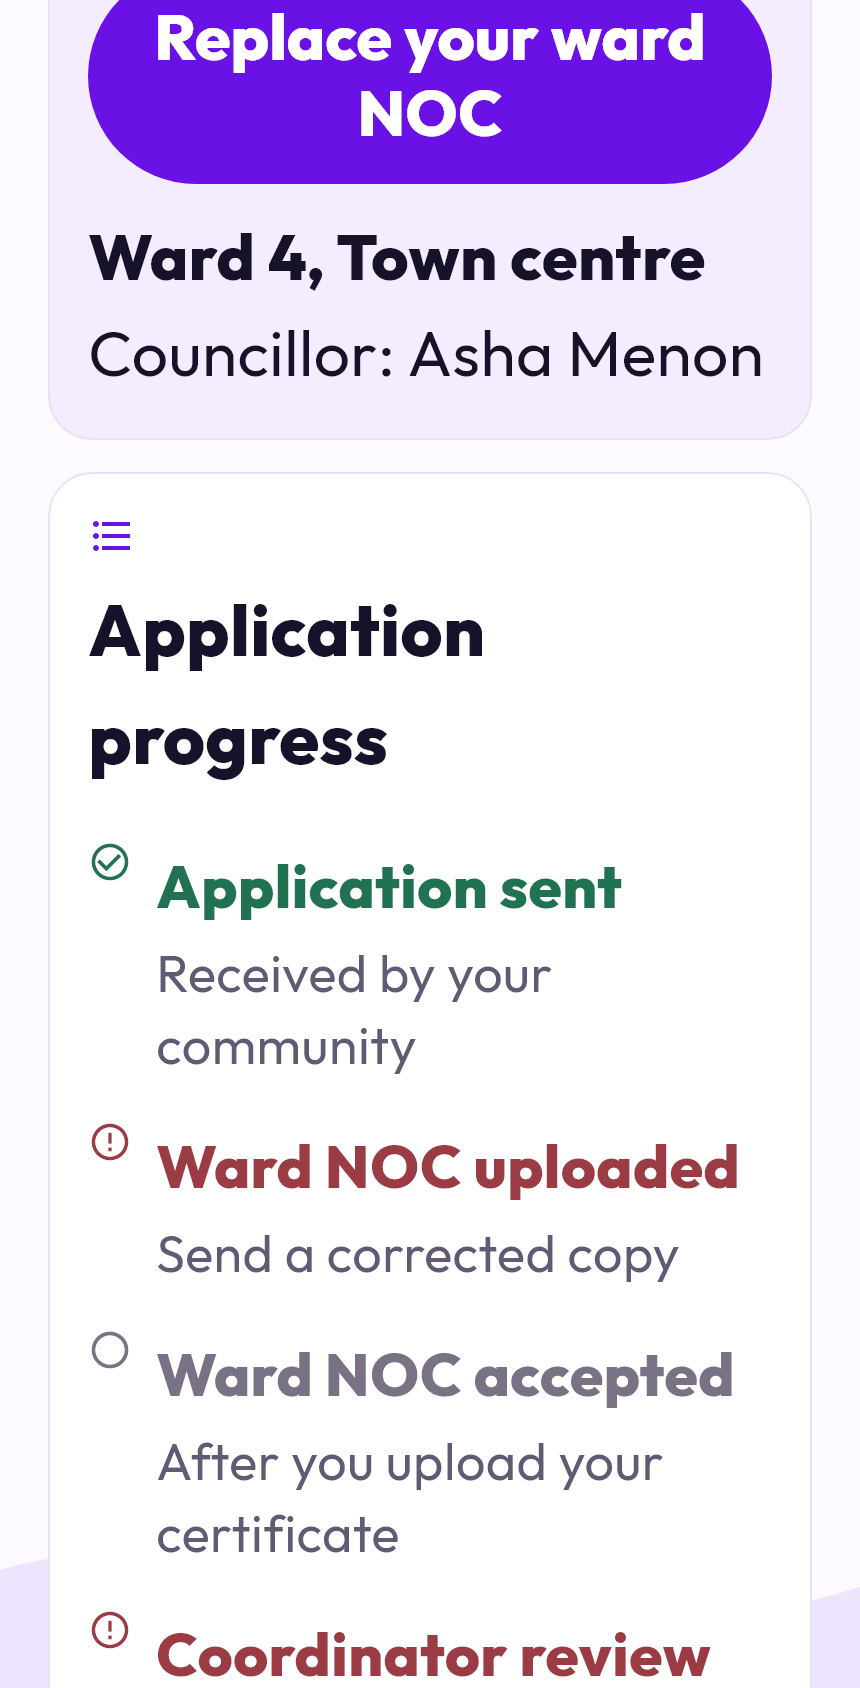 Replace your ward
NOC
Ward 4, Town centre
Councillor: Asha Menon
Application
progress
Application sent
Received by your
community
Ward NOC uploaded
Send a corrected copy
Ward NOC accepted
After you upload your
certificate
Coordinator review